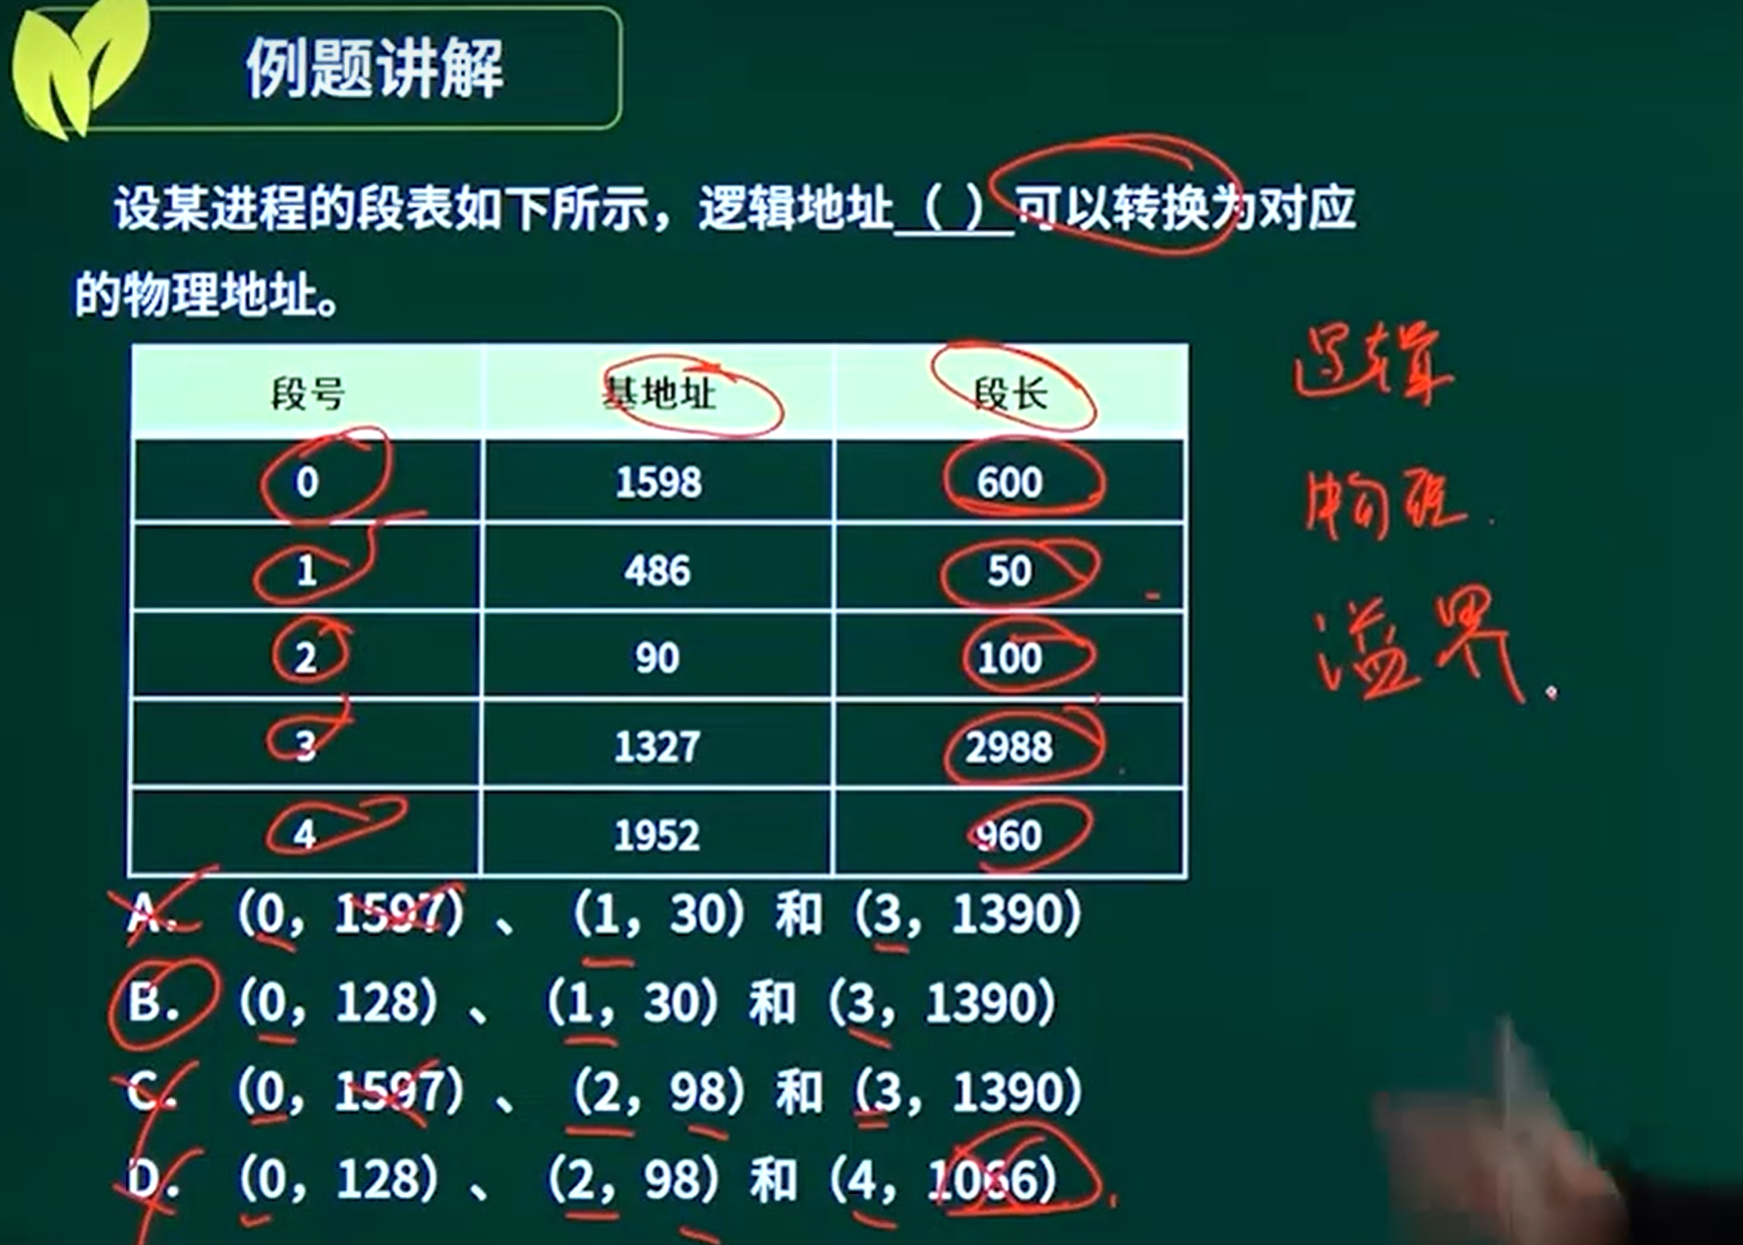 例题讲解
设某进程的段表如下所示，逻辑地址（ ）可以转换为对应
的物理地址。
段号 基地址 段长
0 1598 600
1 486 50
2 90 100
3 1327 2988
4 1952 960
逻辑
物理
溢界
A. （0，1597）、（1，30）和（3，1390）
B. （0，128）、（1，30）和（3，1390）
C. （0，1597）、（2，98）和（3，1390）
D. （0，128）、（2，98）和（4，1066）